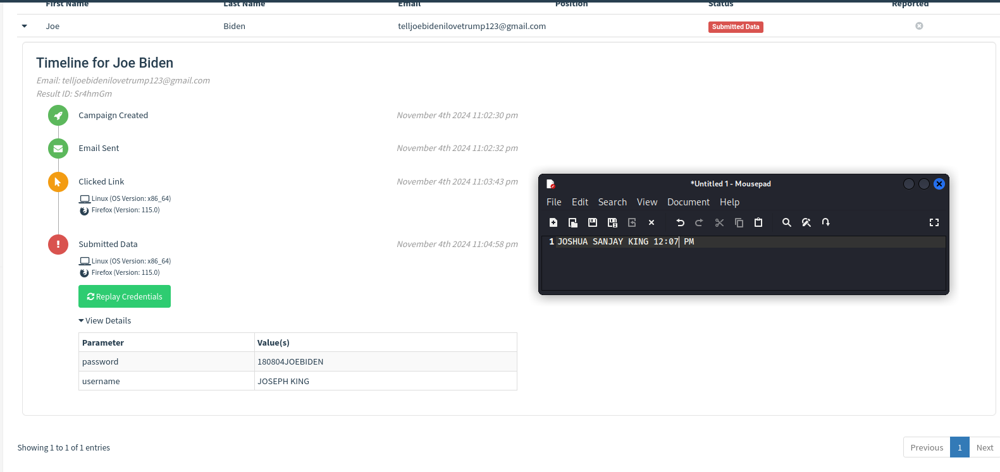 First Name Last Name Email Position Status Reported
Joe Biden telljoebidenilovetrump123@gmail.com Submitted Data
Timeline for Joe Biden
Email: telljoebidenilovetrump123@gmail.com
Result ID: Sr4hmGm
Campaign Created November 4th 2024 11:02:30 pm
Email Sent November 4th 2024 11:02:32 pm
Clicked Link November 4th 2024 11:03:43 pm
Linux (OS Version: x86_64)
Firefox (Version: 115.0)
Submitted Data November 4th 2024 11:04:58 pm
Linux (OS Version: x86_64)
Firefox (Version: 115.0)
Replay Credentials
View Details
Parameter Value(s)
password 180804JOEBIDEN
username JOSEPH KING
*Untitled 1 - Mousepad
File Edit Search View Document Help
1 JOSHUA SANJAY KING 12:07 PM
Showing 1 to 1 of 1 entries
Previous 1 Next